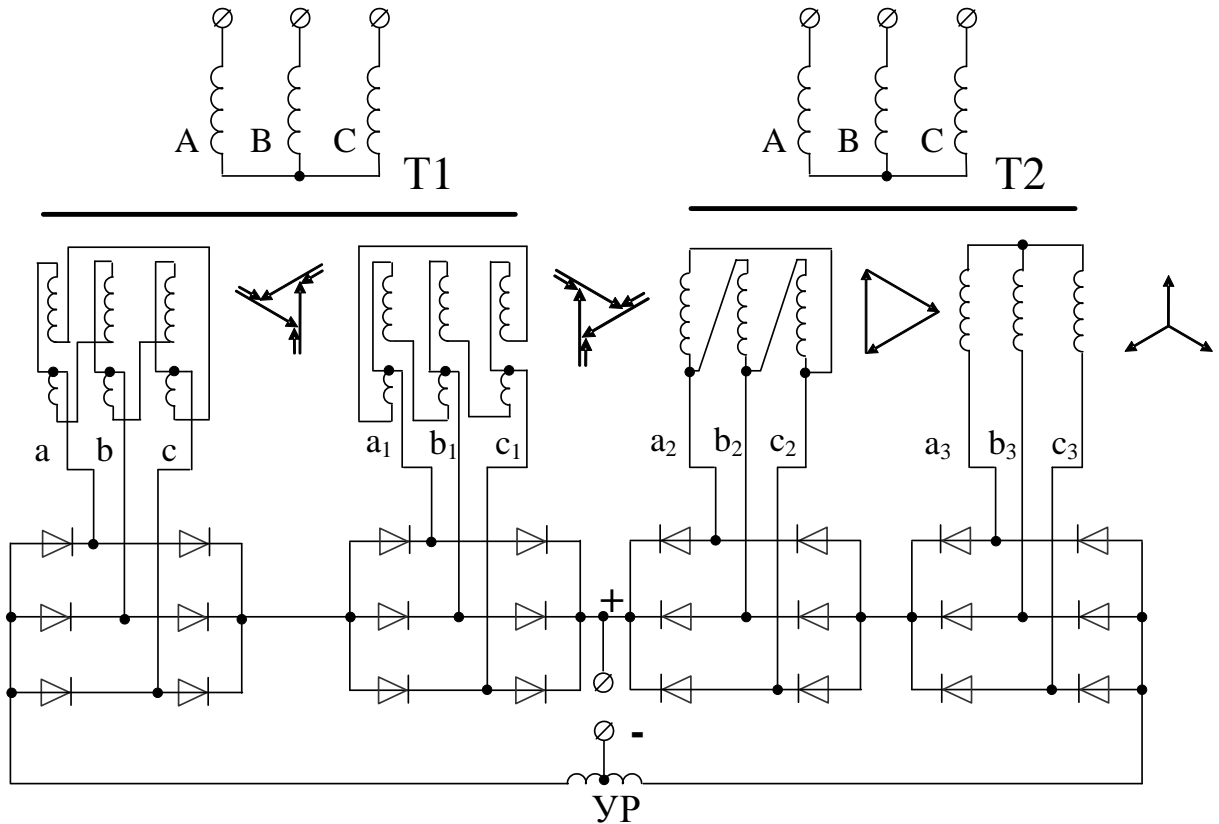 A B C
T1
A B C
T2
a b c
a₁ b₁ c₁
a₂ b₂ c₂
a₃ b₃ c₃
+
-
УР